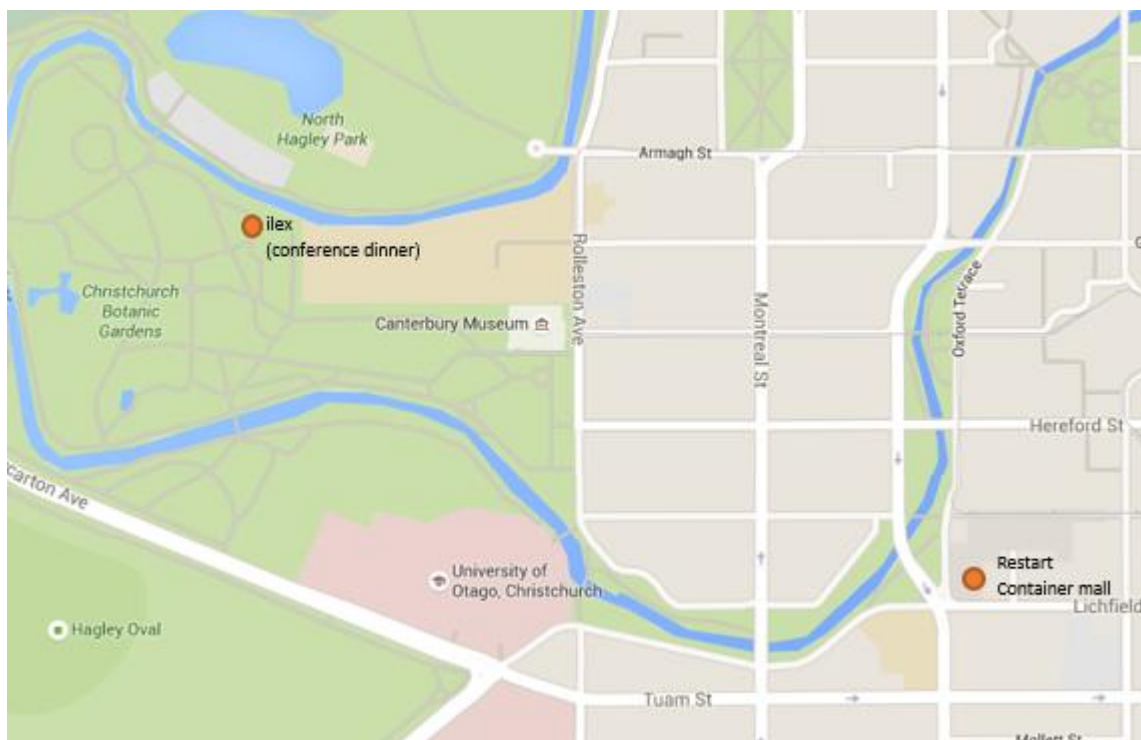 North
Hagley Park
Armagh St
ilex
(conference dinner)
Rolleston Ave
G
Oxford Terrace
Christchurch
Botanic
Gardens
Canterbury Museum
Montreal St
Hereford St
carton Ave
University of
Otago, Christchurch
Restart
Container mall
Lichfield
Hagley Oval
Tuam St